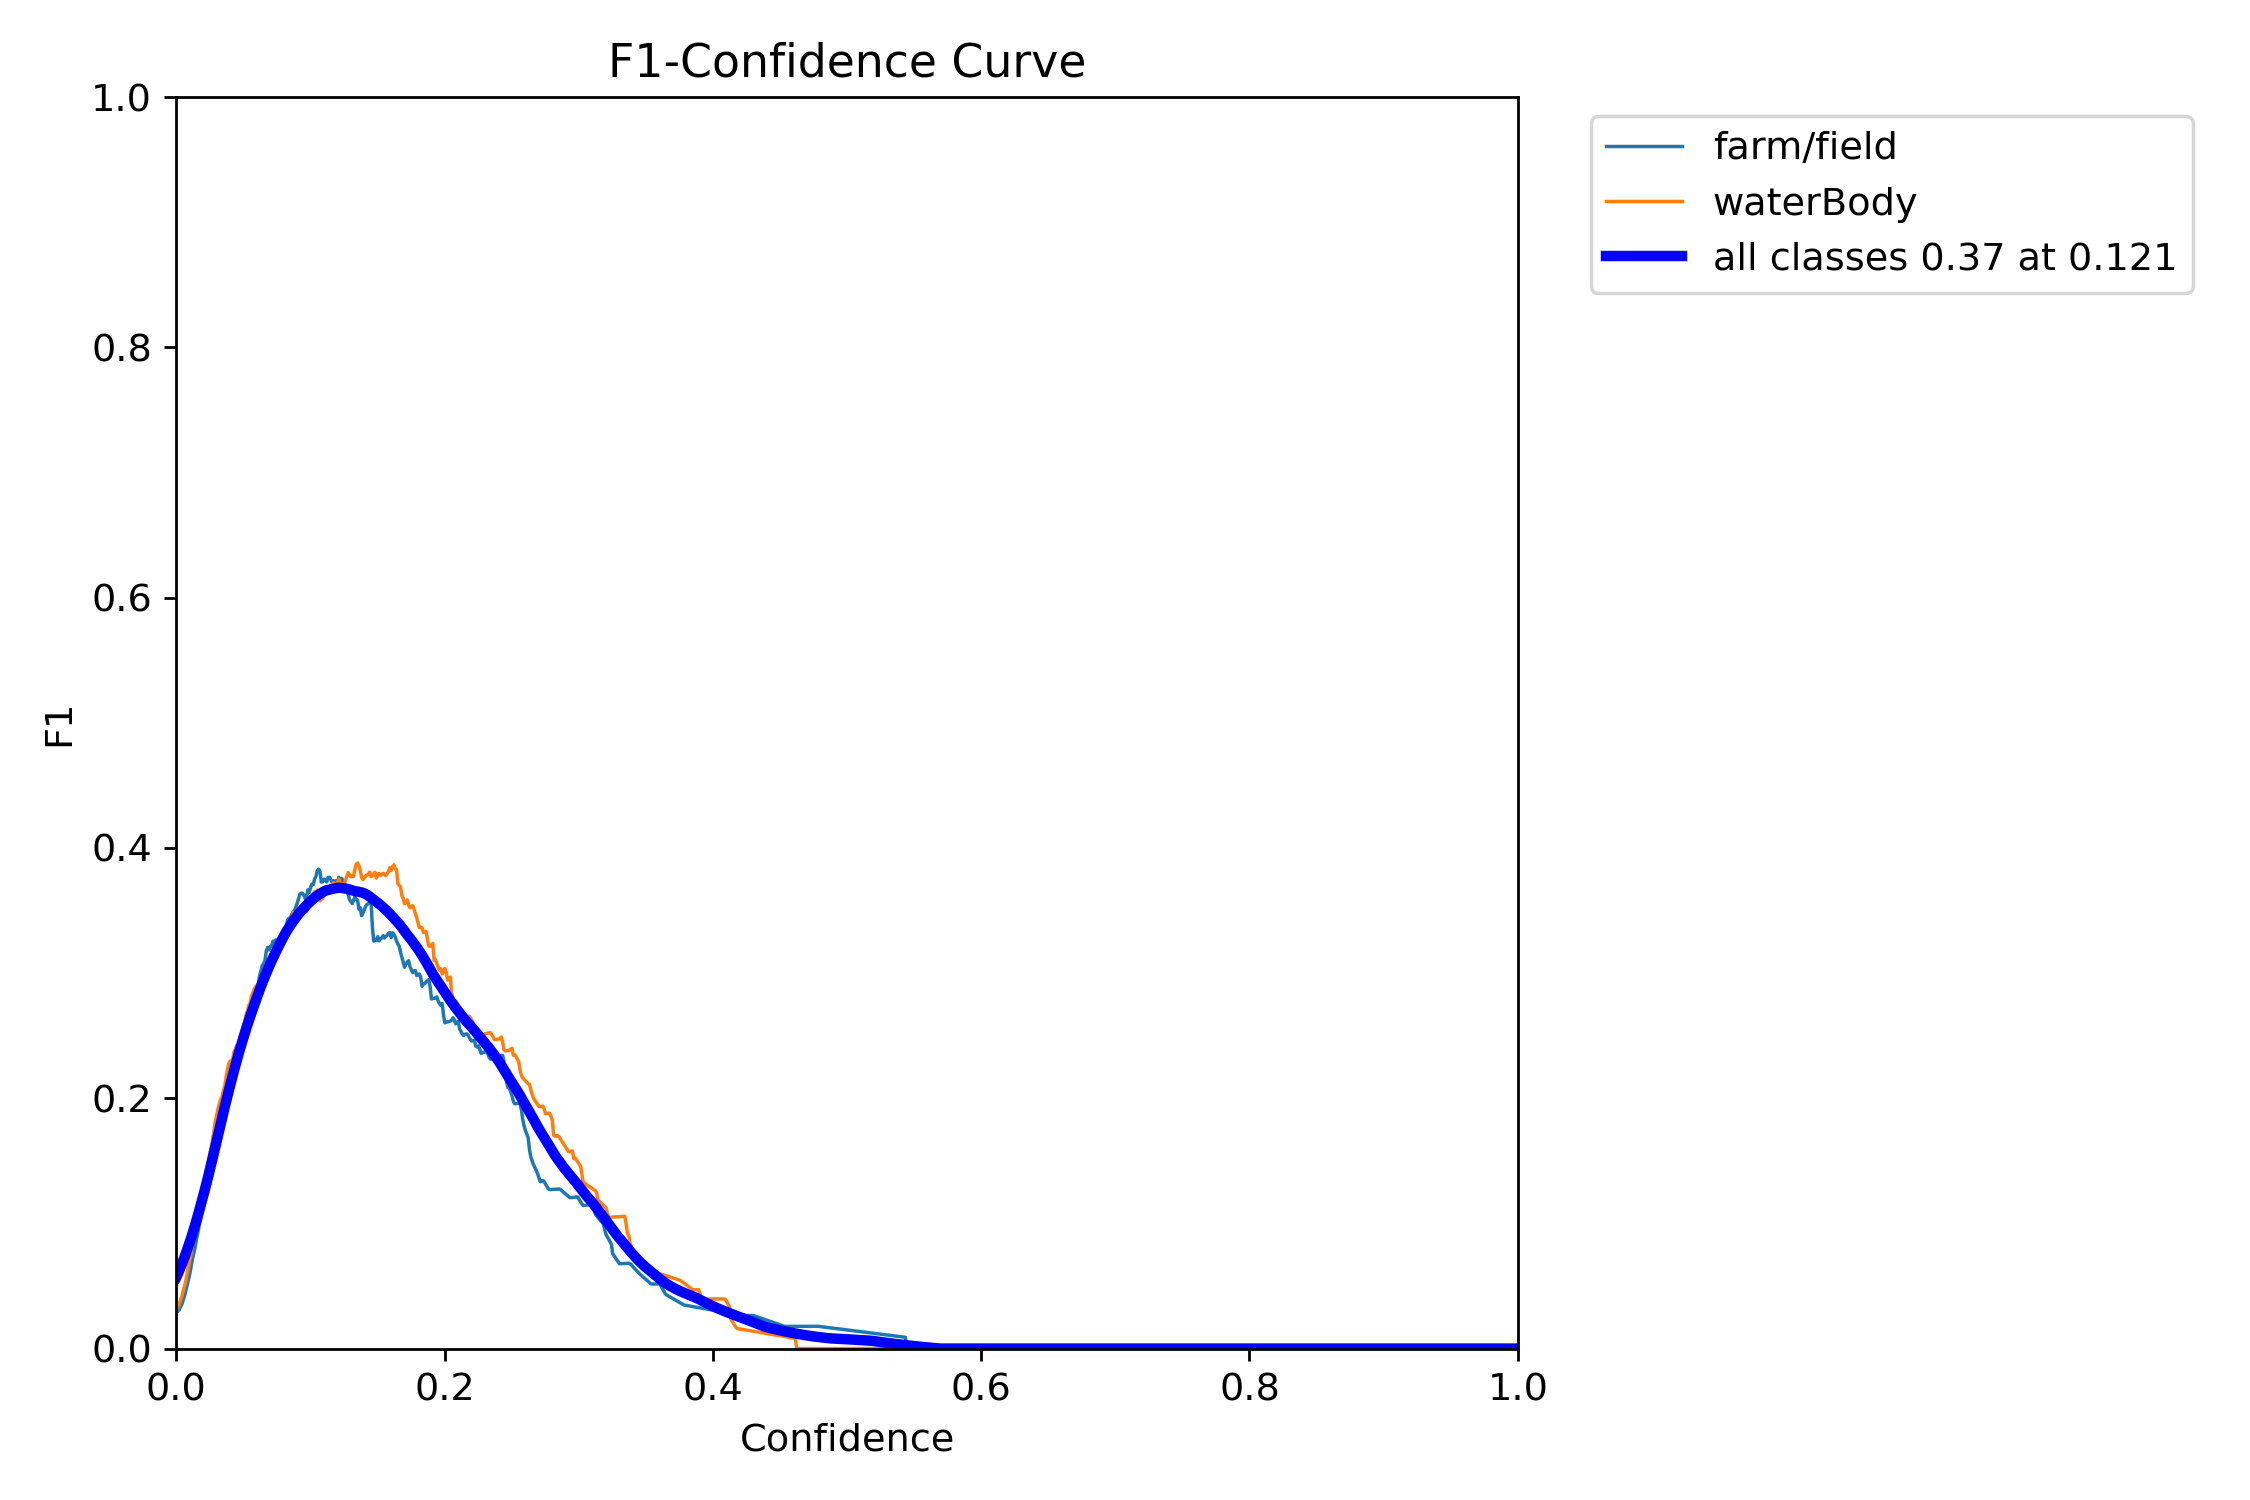 F1-Confidence Curve
1.0
0.8
0.6
0.4
0.2
0.0
F1
0.0 0.2 0.4 0.6 0.8 1.0
Confidence
farm/field
waterBody
all classes 0.37 at 0.121